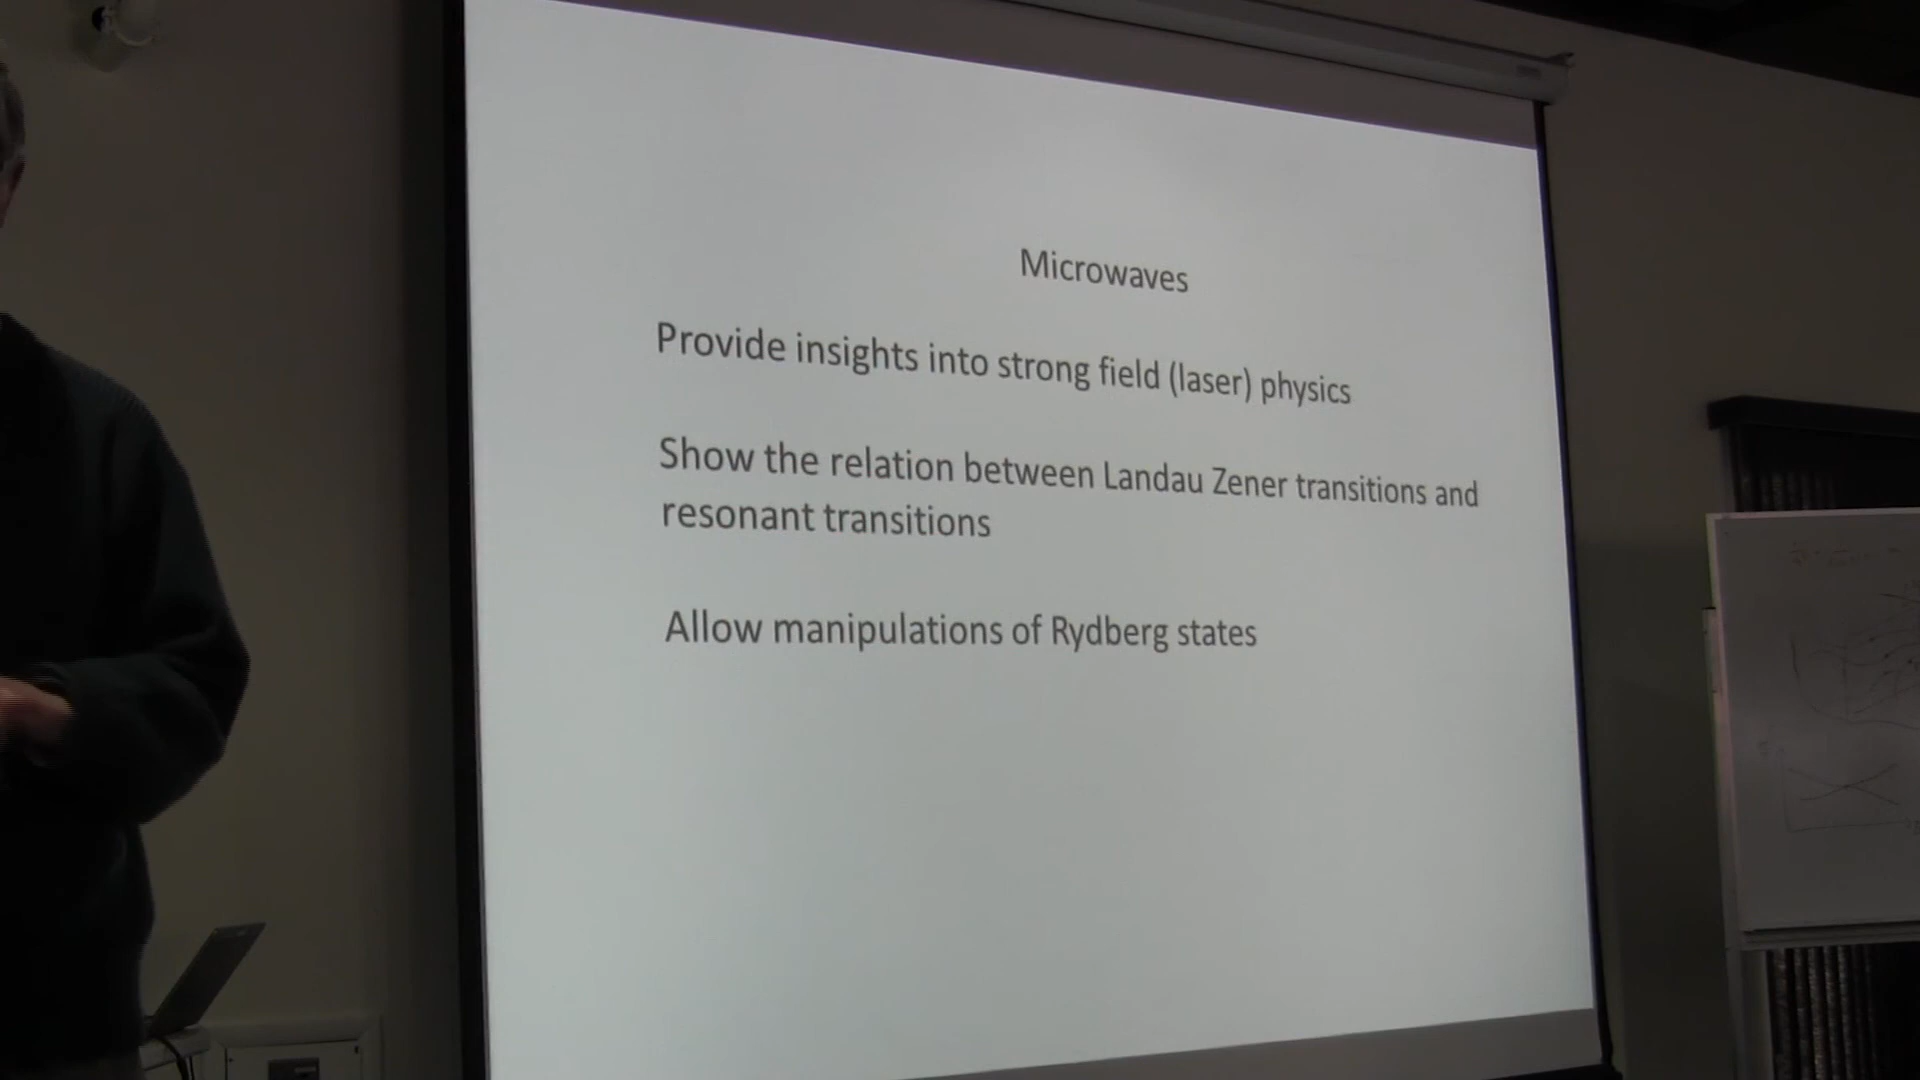 Microwaves
Provide insights into strong field (laser) physics
Show the relation between Landau Zener transitions and
resonant transitions
Allow manipulations of Rydberg states